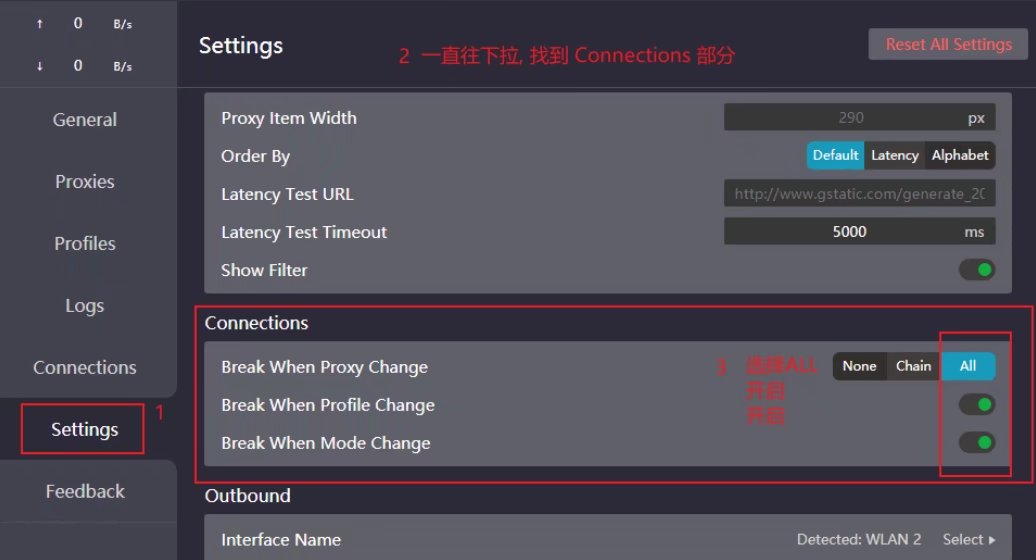 ↑ 0 B/s
↓ 0 B/s
General
Proxies
Profiles
Logs
Connections
Settings 1
Feedback
Settings
2 一直往下拉, 找到 Connections 部分
Reset All Settings
Proxy Item Width 290 px
Order By Default Latency Alphabet
Latency Test URL http://www.gstatic.com/generate_20
Latency Test Timeout 5000 ms
Show Filter
Connections
Break When Proxy Change 3 选择ALL None Chain All
Break When Profile Change 开启
Break When Mode Change 开启
Outbound
Interface Name Detected: WLAN 2 Select ▸